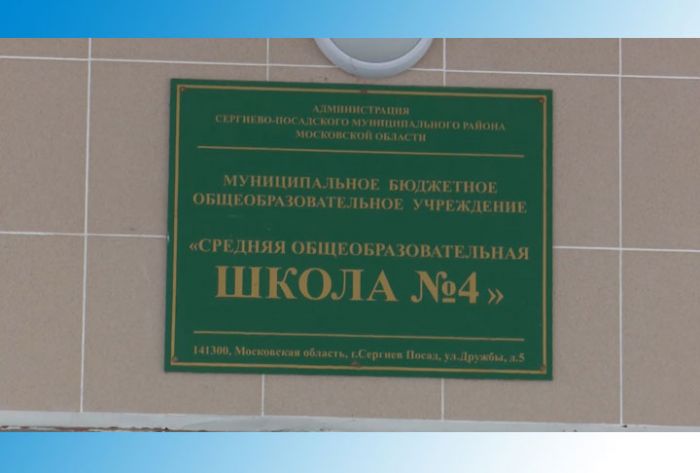 АДМИНИСТРАЦИЯ
СЕРГИЕВО-ПОСАДСКОГО МУНИЦИПАЛЬНОГО РАЙОНА
МОСКОВСКОЙ ОБЛАСТИ
МУНИЦИПАЛЬНОЕ БЮДЖЕТНОЕ
ОБЩЕОБРАЗОВАТЕЛЬНОЕ УЧРЕЖДЕНИЕ
«СРЕДНЯЯ ОБЩЕОБРАЗОВАТЕЛЬНАЯ
ШКОЛА №4»
141300, Московская область, г.Сергиев Посад, ул.Дружбы, д.5